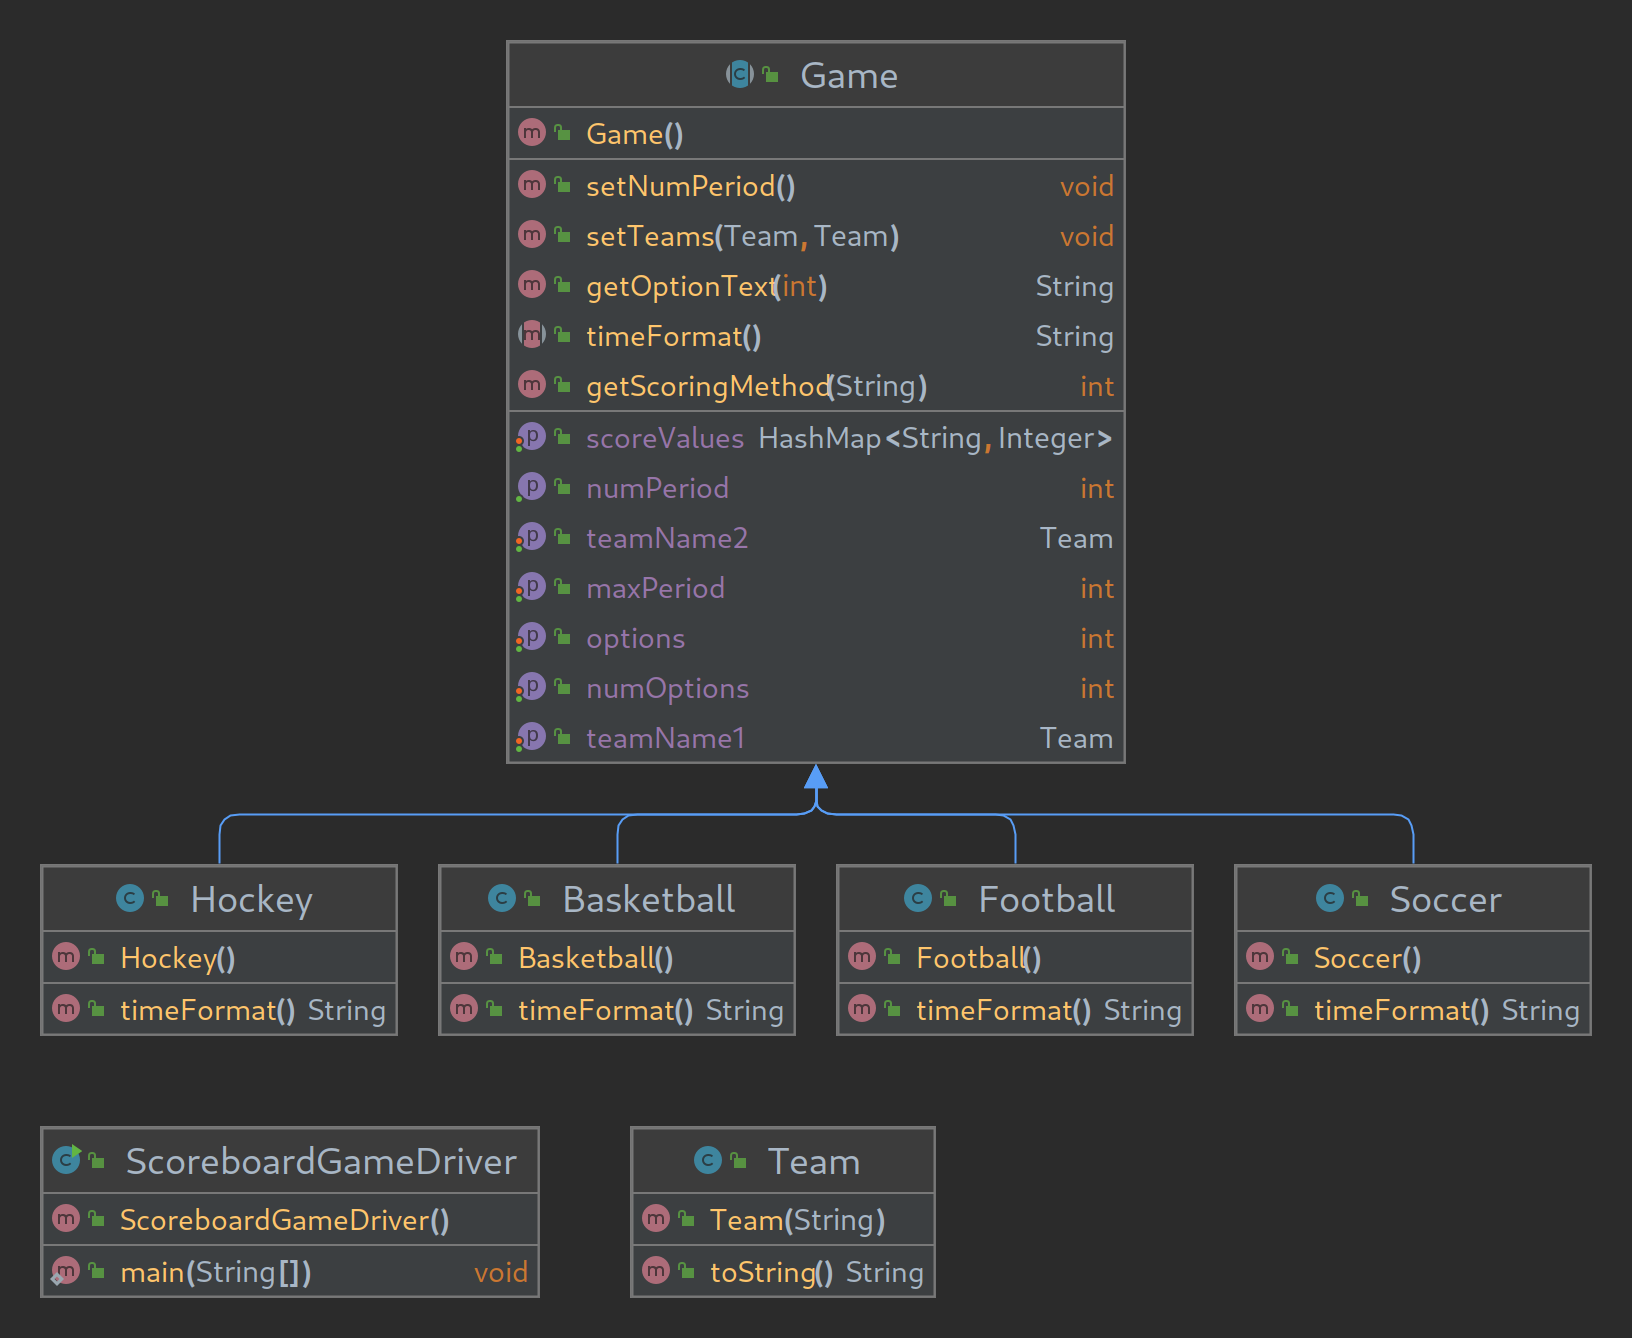 Game
Game()
setNumPeriod() void
setTeams(Team, Team) void
getOptionText(int) String
timeFormat() String
getScoringMethod(String) int
scoreValues HashMap<String, Integer>
numPeriod int
teamName2 Team
maxPeriod int
options int
numOptions int
teamName1 Team
Hockey
Hockey()
timeFormat() String
Basketball
Basketball()
timeFormat() String
Football
Football()
timeFormat() String
Soccer
Soccer()
timeFormat() String
ScoreboardGameDriver
ScoreboardGameDriver()
main(String[]) void
Team
Team(String)
toString() String